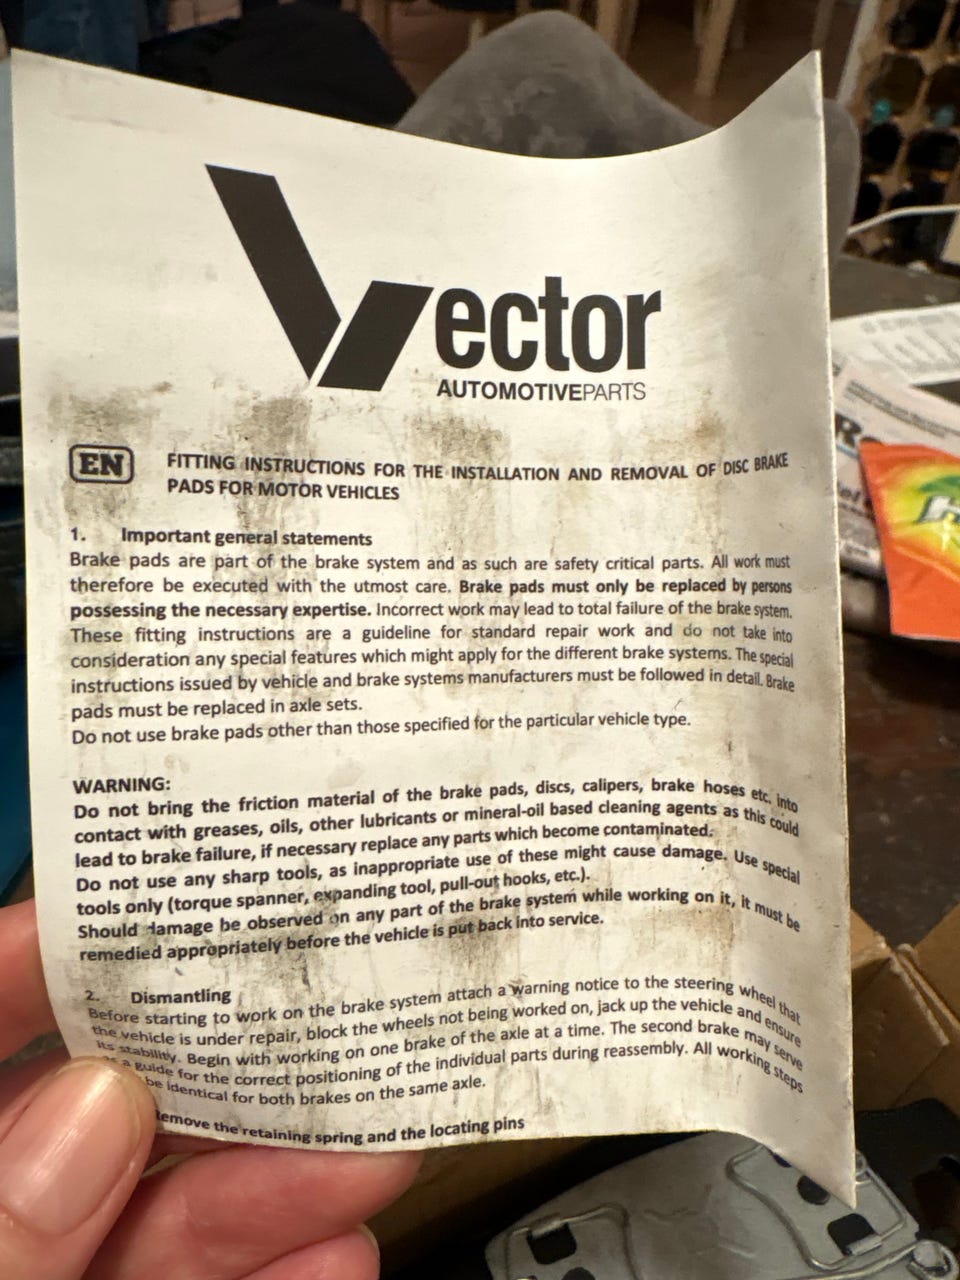 Vector
AUTOMOTIVEPARTS
EN
FITTING INSTRUCTIONS FOR THE INSTALLATION AND REMOVAL OF DISC BRAKE
PADS FOR MOTOR VEHICLES
1. Important general statements
Brake pads are part of the brake system and as such are safety critical parts. All work must
therefore be executed with the utmost care. Brake pads must only be replaced by persons
possessing the necessary expertise. Incorrect work may lead to total failure of the brake system.
These fitting instructions are a guideline for standard repair work and do not take into
consideration any special features which might apply for the different brake systems. The special
instructions issued by vehicle and brake systems manufacturers must be followed in detail. Brake
pads must be replaced in axle sets.
Do not use brake pads other than those specified for the particular vehicle type.
WARNING:
Do not bring the friction material of the brake pads, discs, calipers, brake hoses etc. into
contact with greases, oils, other lubricants or mineral-oil based cleaning agents as this could
lead to brake failure, if necessary replace any parts which become contaminated.
Do not use any sharp tools, as inappropriate use of these might cause damage. Use special
tools only (torque spanner, expanding tool, pull-out hooks, etc.).
Should damage be observed on any part of the brake system while working on it, it must be
remedied appropriately before the vehicle is put back into service.
2. Dismantling
Before starting to work on the brake system attach a warning notice to the steering wheel that
the vehicle is under repair, block the wheels not being worked on, jack up the vehicle and ensure
its stability. Begin with working on one brake of the axle at a time. The second brake may serve
as a guide for the correct positioning of the individual parts during reassembly. All working steps
be identical for both brakes on the same axle.
Remove the retaining spring and the locating pins